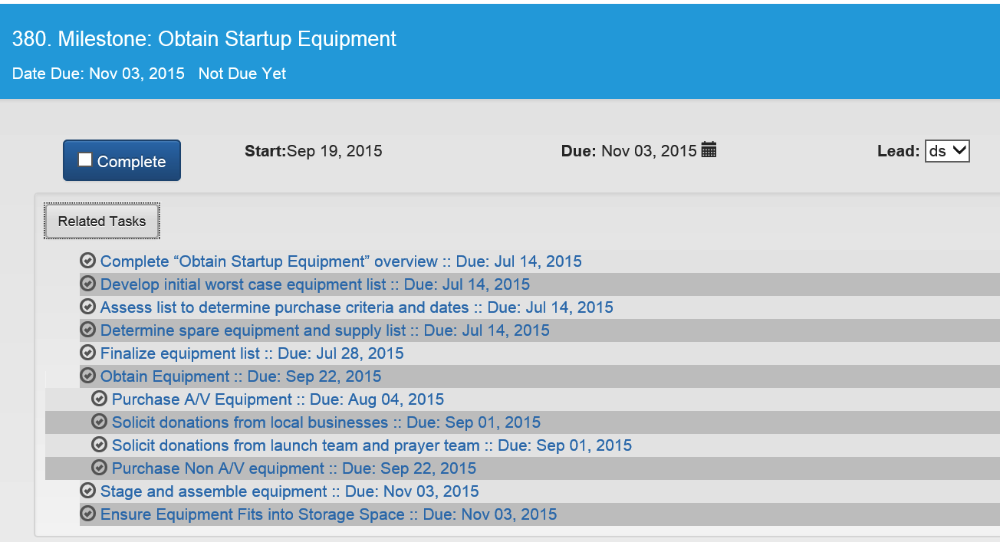 380. Milestone: Obtain Startup Equipment
Date Due: Nov 03, 2015 Not Due Yet
Complete Start:Sep 19, 2015 Due: Nov 03, 2015 Lead: ds
Related Tasks
Complete “Obtain Startup Equipment” overview :: Due: Jul 14, 2015
Develop initial worst case equipment list :: Due: Jul 14, 2015
Assess list to determine purchase criteria and dates :: Due: Jul 14, 2015
Determine spare equipment and supply list :: Due: Jul 14, 2015
Finalize equipment list :: Due: Jul 28, 2015
Obtain Equipment :: Due: Sep 22, 2015
Purchase A/V Equipment :: Due: Aug 04, 2015
Solicit donations from local businesses :: Due: Sep 01, 2015
Solicit donations from launch team and prayer team :: Due: Sep 01, 2015
Purchase Non A/V equipment :: Due: Sep 22, 2015
Stage and assemble equipment :: Due: Nov 03, 2015
Ensure Equipment Fits into Storage Space :: Due: Nov 03, 2015